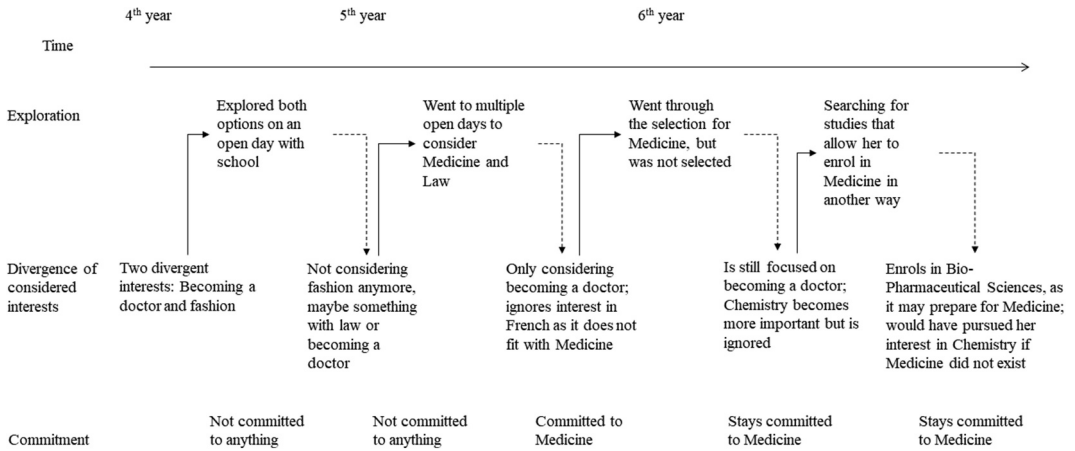 4th year
5th year
6th year
Time
Exploration
Explored both
options on an
open day with
school
Went to multiple
open days to
consider
Medicine and
Law
Went through
the selection for
Medicine, but
was not selected
Searching for
studies that
allow her to
enrol in
Medicine in
another way
Divergence of
considered
interests
Two divergent
interests: Becoming a
doctor and fashion
Not considering
fashion anymore,
maybe something
with law or
becoming a
doctor
Only considering
becoming a doctor;
ignores interest in
French as it does not
fit with Medicine
Is still focused on
becoming a doctor;
Chemistry becomes
more important but is
ignored
Enrols in Bio-
Pharmaceutical Sciences, as
it may prepare for Medicine;
would have pursued her
interest in Chemistry if
Medicine did not exist
Commitment
Not committed
to anything
Not committed
to anything
Committed to
Medicine
Stays committed
to Medicine
Stays committed
to Medicine